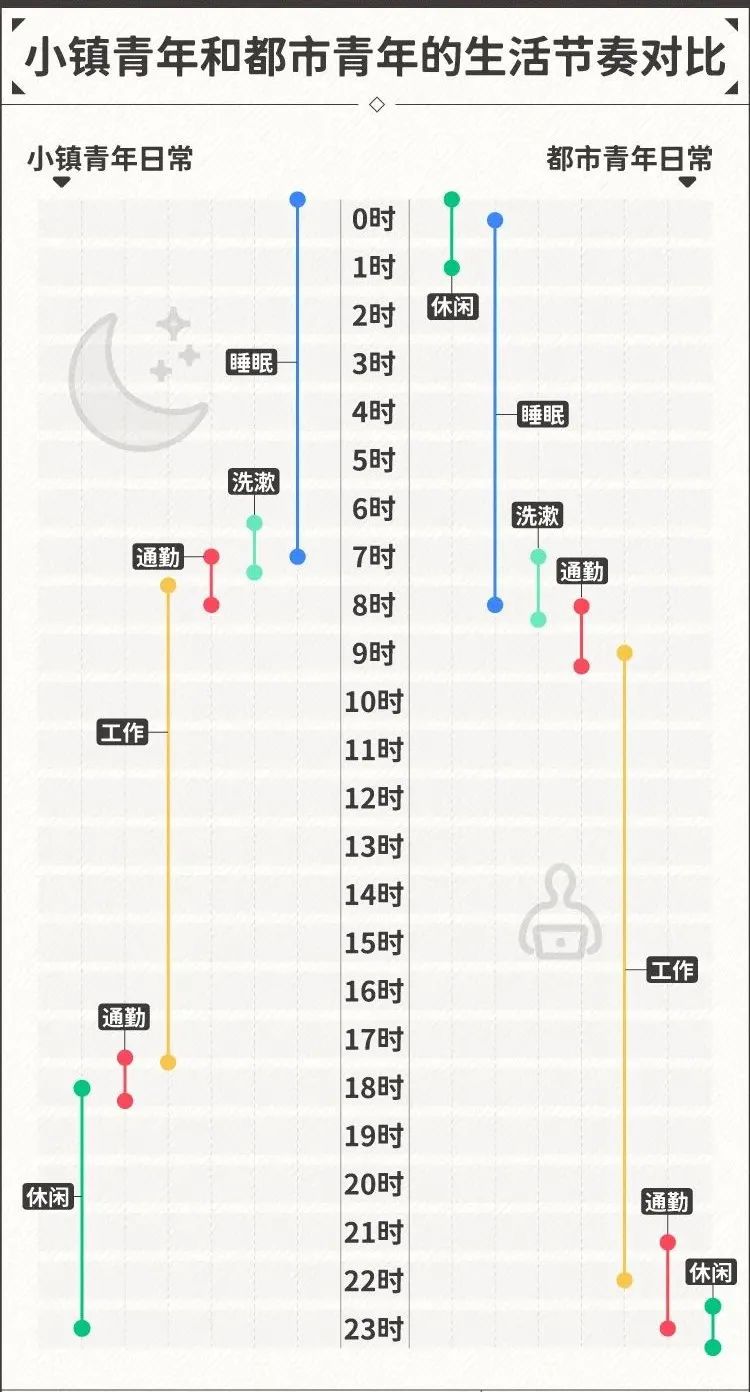 小镇青年和都市青年的生活节奏对比
小镇青年日常
都市青年日常
0时
1时
休闲
2时
睡眠
3时
4时
睡眠
5时
洗漱
6时
洗漱
通勤
7时
通勤
8时
9时
10时
工作
11时
12时
13时
14时
15时
工作
16时
通勤
17时
18时
19时
休闲
20时
通勤
21时
休闲
22时
23时